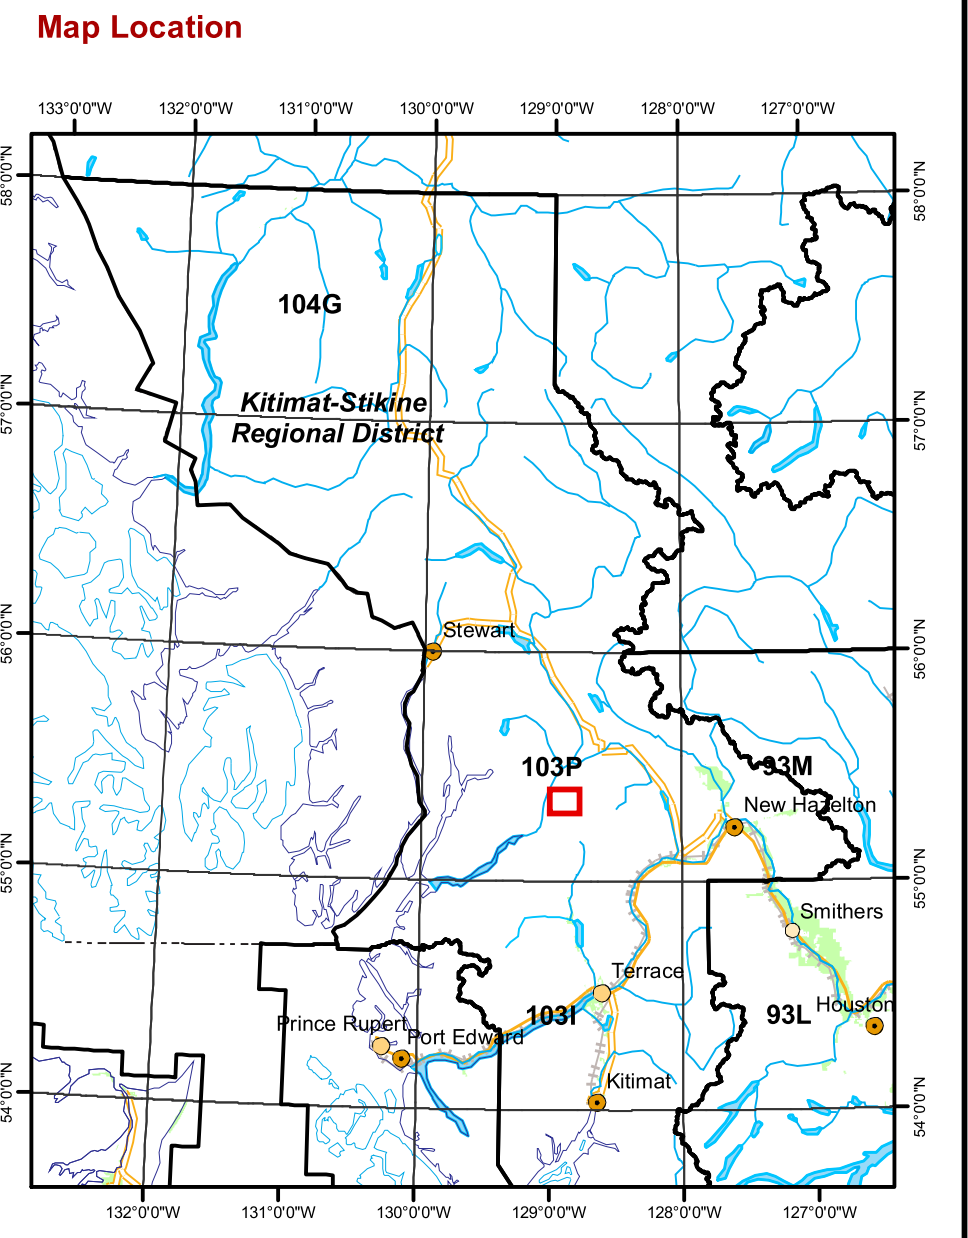 Map Location
133°0'0"W 132°0'0"W 131°0'0"W 130°0'0"W 129°0'0"W 128°0'0"W 127°0'0"W
58°0'0"N
58°0'0"N
104G
Kitimat-Stikine
Regional District
57°0'0"N
57°0'0"N
56°0'0"N
Stewart
56°0'0"N
103P
93M
New Hazelton
55°0'0"N
55°0'0"N
Smithers
Terrace
103I
93L
Houston
Prince Rupert
Port Edward
Kitimat
54°0'0"N
54°0'0"N
132°0'0"W 131°0'0"W 130°0'0"W 129°0'0"W 128°0'0"W 127°0'0"W